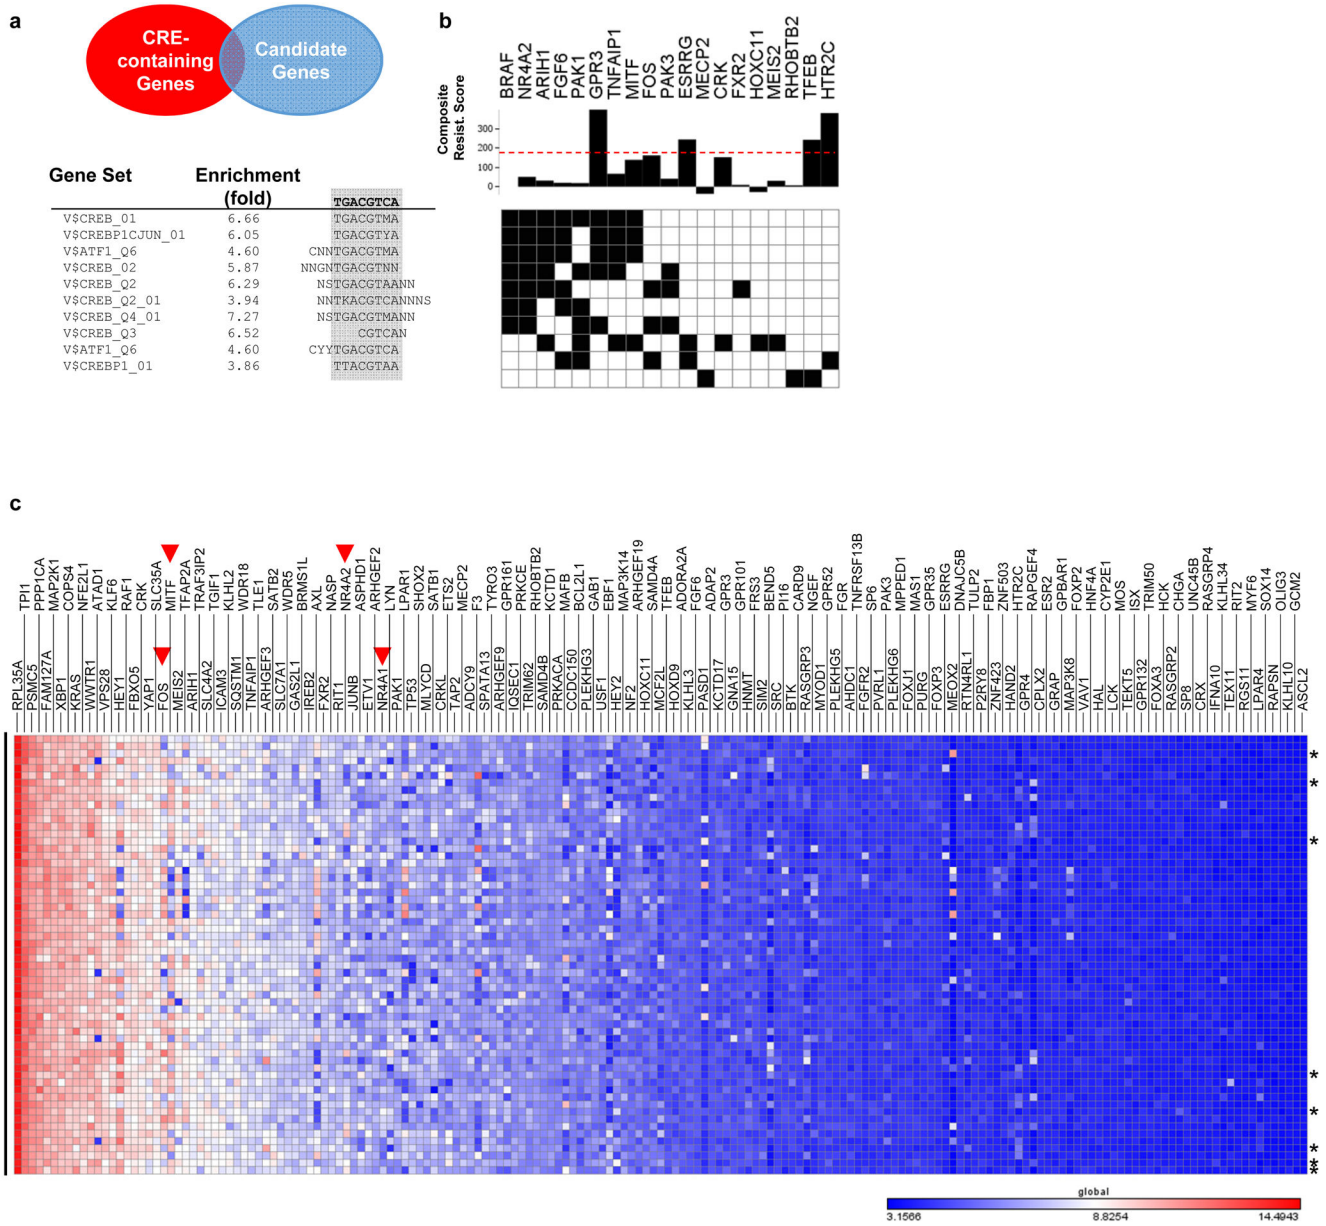 a
CRE-
containing
Genes
Candidate
Genes
Gene Set Enrichment
(fold)
TGACGTCA
V$CREB_01 6.66 TGACGTMA
V$CREBP1CJUN_01 6.05 TGACGTYA
V$ATF1_Q6 4.60 CNNTGACGTMA
V$CREB_02 5.87 NNGNTGACGTNN
V$CREB_Q2 6.29 NSTGACGTAANN
V$CREB_Q2_01 3.94 NNTKACGTCANNNS
V$CREB_Q4_01 7.27 NSTGACGTMANN
V$CREB_Q3 6.52 CGTCAN
V$ATF1_Q6 4.60 CYYTGACGTCA
V$CREBP1_01 3.86 TTACGTAA
b
BRAF
NR4A2
ARIH1
FGF6
PAK1
GPR3
TNFAIP1
MITF
FOS
PAK3
ESRRG
MECP2
CRK
FXR2
HOXC11
MEIS2
RHOBTB2
TFEB
HTR2C
Composite
Resist. Score
300
200
100
0
c
TPI1
PPP1CA
MAP2K1
COPS4
NFE2L1
ATAD1
KLF6
RAF1
CRK
SLC35A
MITF
TFAP2A
TRAF3IP2
TGIF1
KLHL2
WDR18
TLE1
SATB2
WDR5
BRMS1L
AXL
NASP
NR4A2
ASPHD1
ARHGEF2
LYN
LPAR1
SHOX2
SATB1
ETS2
MECP2
F3
TYRO3
GPR161
PRKCE
RHOBTB2
KCTD1
MAFB
BCL2L1
GAB1
EBF1
MAP3K14
ARHGEF19
SAMD4A
TFEB
ADORA2A
FGF6
ADAP2
GPR3
GPR101
FRS3
BEND5
PI16
CARD9
NGEF
GPR52
FGR
TNFRSF13B
SP6
PAK3
MPPED1
MAS1
GPR35
ESRRG
DNAJC5B
TULP2
FBP1
ZNF503
HTR2C
RAPGEF4
ESR2
GPBAR1
FOXP2
HNF4A
CYP2E1
MOS
ISX
TRIM50
HCK
CHGA
UNC45B
RASGRP4
KLHL34
RIT2
MYF6
SOX14
OLIG3
GCM2
RPL35A
PSMC5
FAM127A
XBP1
KRAS
WWTR1
VPS28
HEY1
FBXO5
YAP1
FOS
MEIS2
ARIH1
SLC4A2
ICAM3
SQSTM1
TNFAIP1
ARHGEF3
SLC7A1
GAS2L1
IREB2
FXR2
RIT1
JUNB
ETV1
NR4A1
PAK1
TP53
MLYCD
CRKL
TAP2
ADCY9
SPATA13
ARHGEF9
IQSEC1
TRIM62
SAMD4B
PRKACA
CCDC150
PLEKHG3
USF1
HEY2
NF2
HOXC11
MCF2L
HOXD9
KLHL3
PASD1
KCTD17
GNA15
HNMT
SIM2
SRC
BTK
RASGRP3
MYOD1
PLEKHG5
AHDC1
FGFR2
PVRL1
PLEKHG6
FOXJ1
PURG
FOXP3
MEOX2
RTN4RL1
P2RY8
ZNF423
HAND2
GPR4
CPLX2
GRAP
MAP3K8
VAV1
HAL
LCK
TEKT5
GPR132
FOXA3
RASGRP2
SP8
CRX
IFNA10
TEX11
RGS11
LPAR4
RAPSN
KLHL10
ASCL2
*
*
*
*
*
*
*
*
global
3.1566 8.8254 14.4943